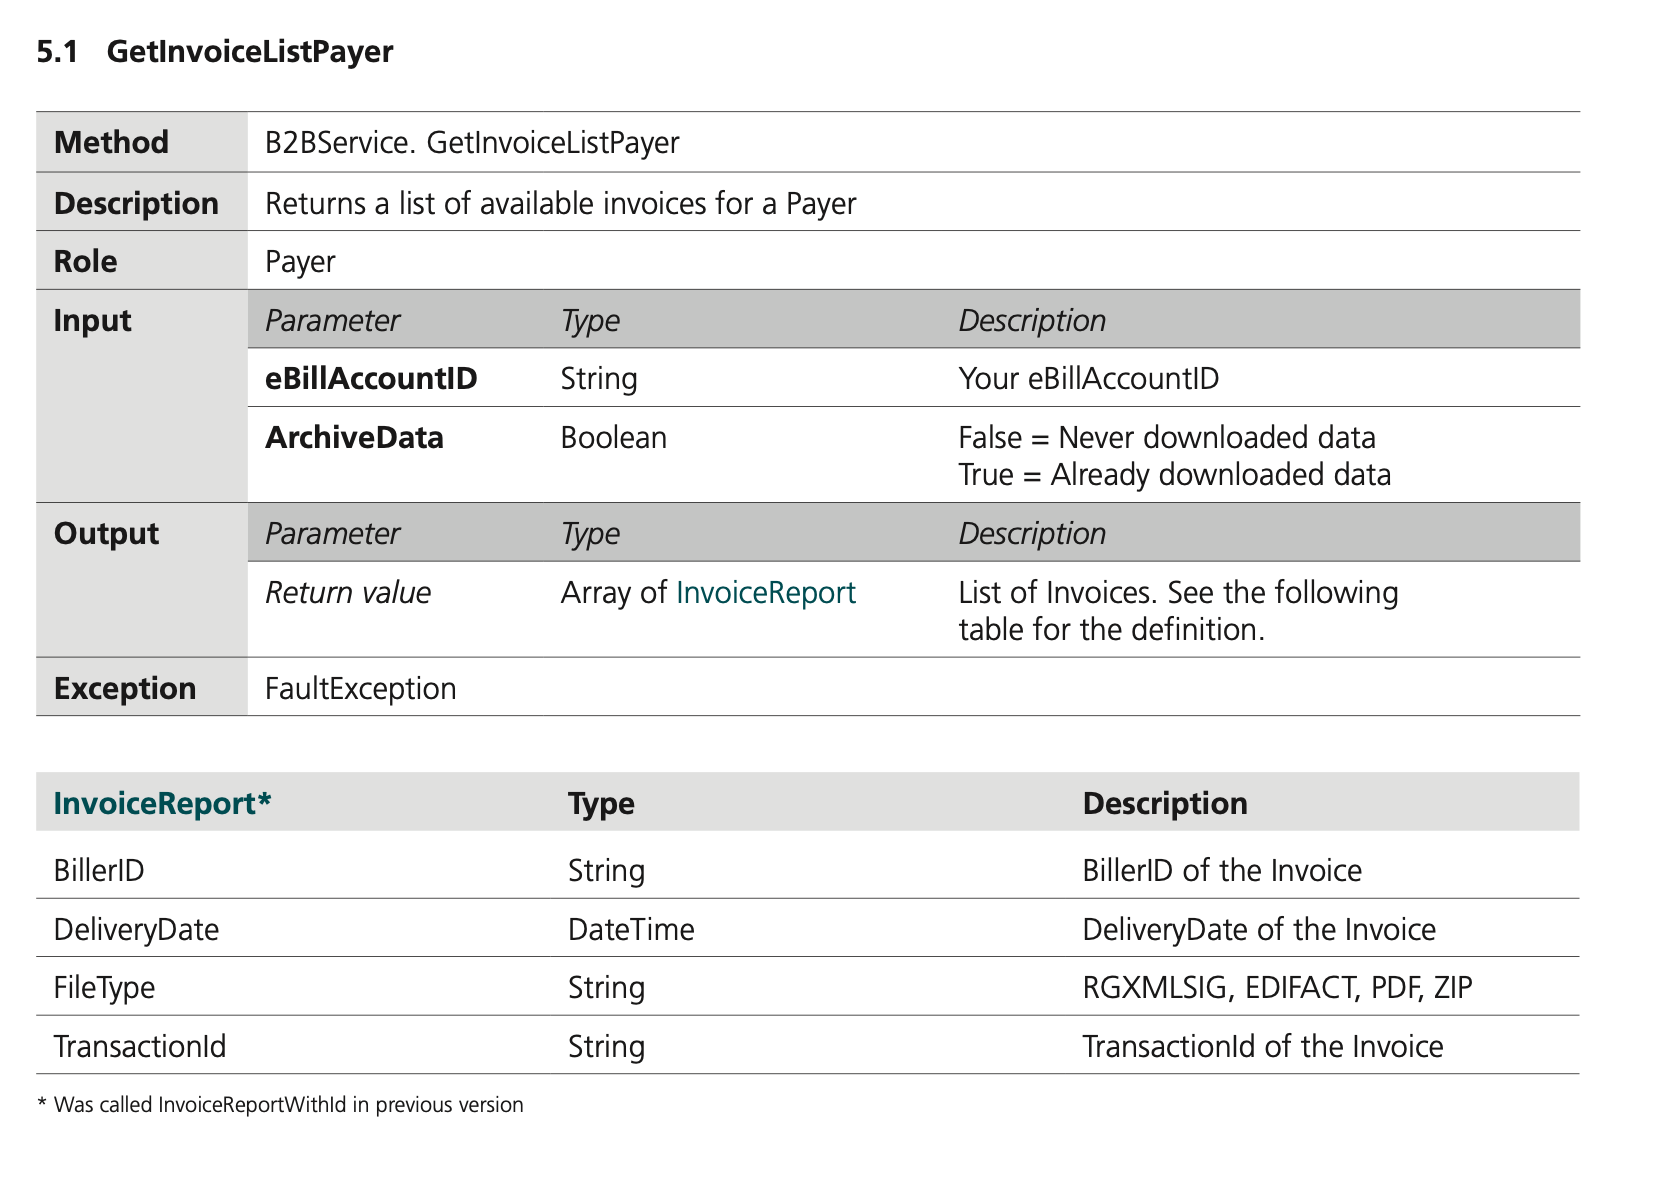 5.1 GetInvoiceListPayer
Method B2BService. GetInvoiceListPayer
Description Returns a list of available invoices for a Payer
Role Payer
Input Parameter Type Description
eBillAccountID String Your eBillAccountID
ArchiveData Boolean False = Never downloaded data
True = Already downloaded data
Output Parameter Type Description
Return value Array of InvoiceReport List of Invoices. See the following
table for the definition.
Exception FaultException
InvoiceReport* Type Description
BillerID String BillerID of the Invoice
DeliveryDate DateTime DeliveryDate of the Invoice
FileType String RGXMLSIG, EDIFACT, PDF, ZIP
TransactionId String TransactionId of the Invoice
* Was called InvoiceReportWithId in previous version